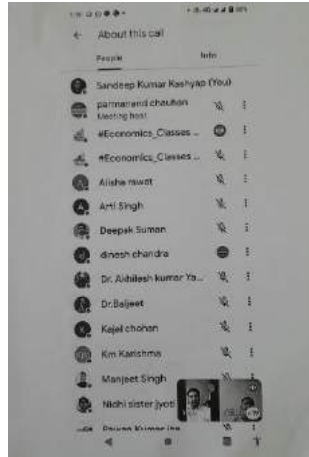 About this call
People Info
Sandeep Kumar Kashyap (You)
parmanand chauhan
Meeting host
#Economics_Classes ...
#Economics_Classes ...
Alisha rawat
Arti Singh
Deepak Suman
dinesh chandra
Dr. Akhilesh kumar Ya...
Dr.Baljeet
Kajal chohan
Km Karishma
Manjeet Singh
Nidhi sister jyoti